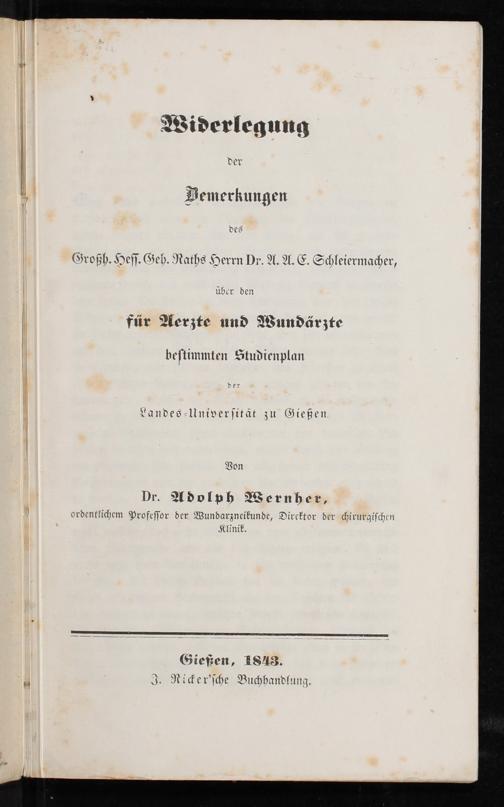 Widerlegung
der
Bemerkungen
des
Großh. Hess. Geh. Raths Herrn Dr. A. A. E. Schleiermacher,
über den
für Aerzte und Wundärzte
bestimmten Studienplan
der
Landes-Universität zu Gießen
Von
Dr. Adolph Wernher,
ordentlichem Professor der Wundarzneikunde, Direktor der chirurgischen
Klinik.
Gießen, 1843.
J. Ricker'sche Buchhandlung.